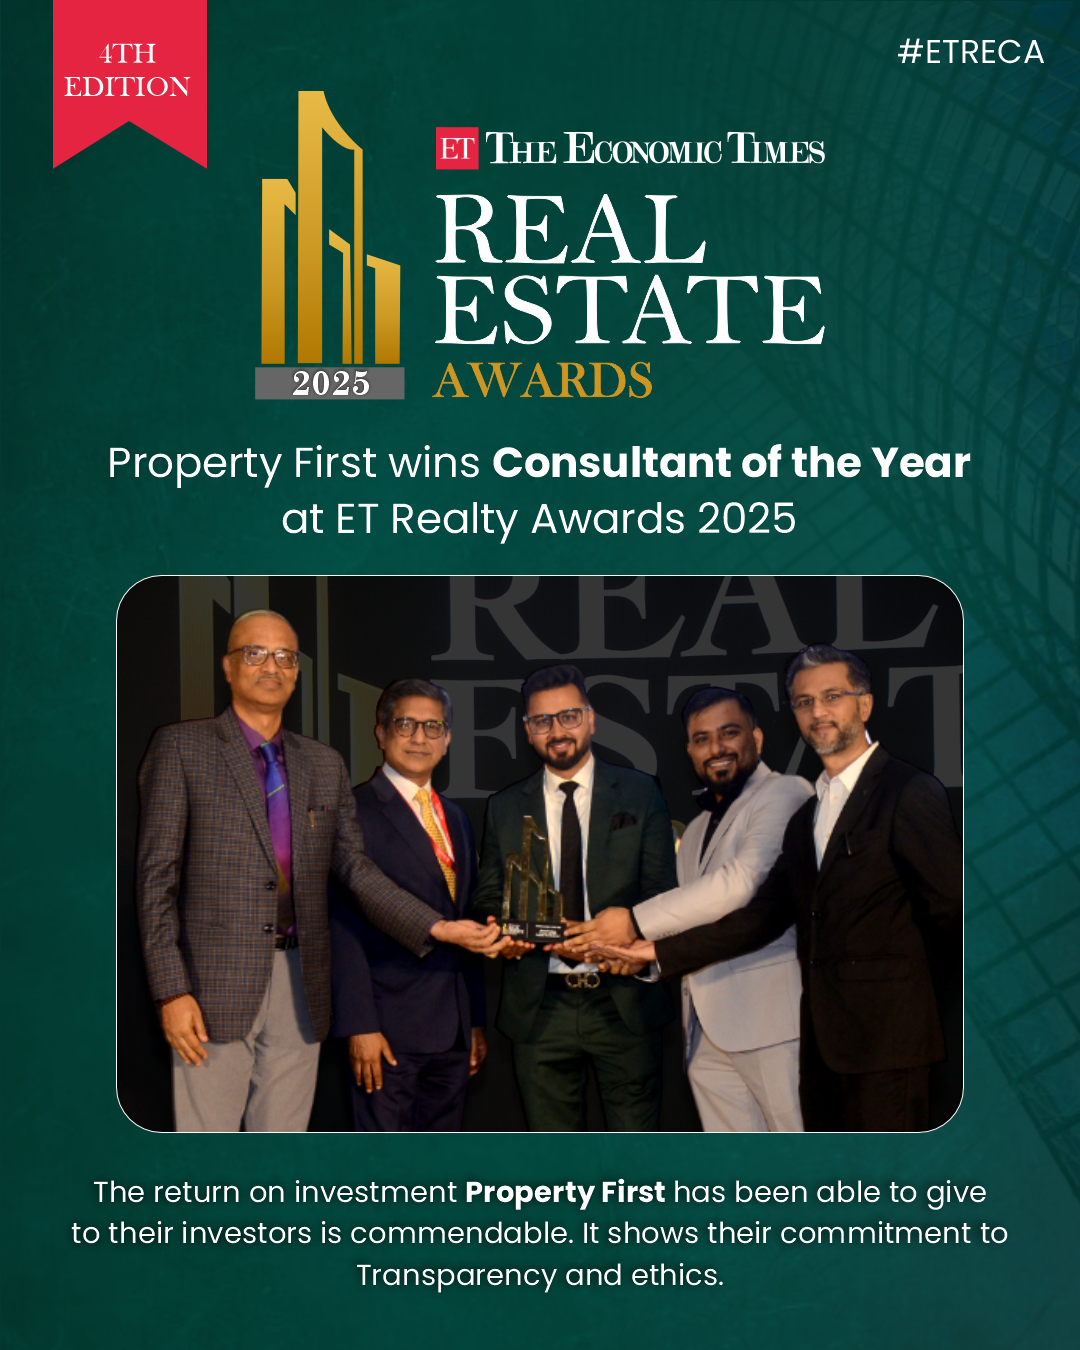 4TH
EDITION
#ETRECA
ET THE ECONOMIC TIMES
REAL
ESTATE
AWARDS
2025
Property First wins Consultant of the Year
at ET Realty Awards 2025
REAL
ESTAT
The return on investment Property First has been able to give
to their investors is commendable. It shows their commitment to
Transparency and ethics.